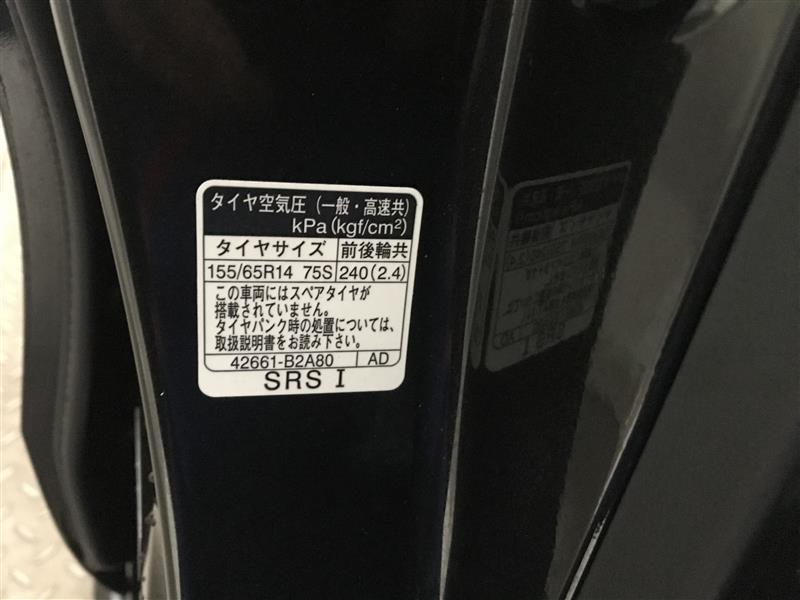 タイヤ空気圧 (一般・高速共)
kPa(kgf/cm²)
タイヤサイズ 前後輪共
155/65R14 75S 240(2.4)
この車両にはスペアタイヤが
搭載されていません。
タイヤパンク時の処置については、
取扱説明書をお読み下さい。
42661-B2A80 AD
SRS I